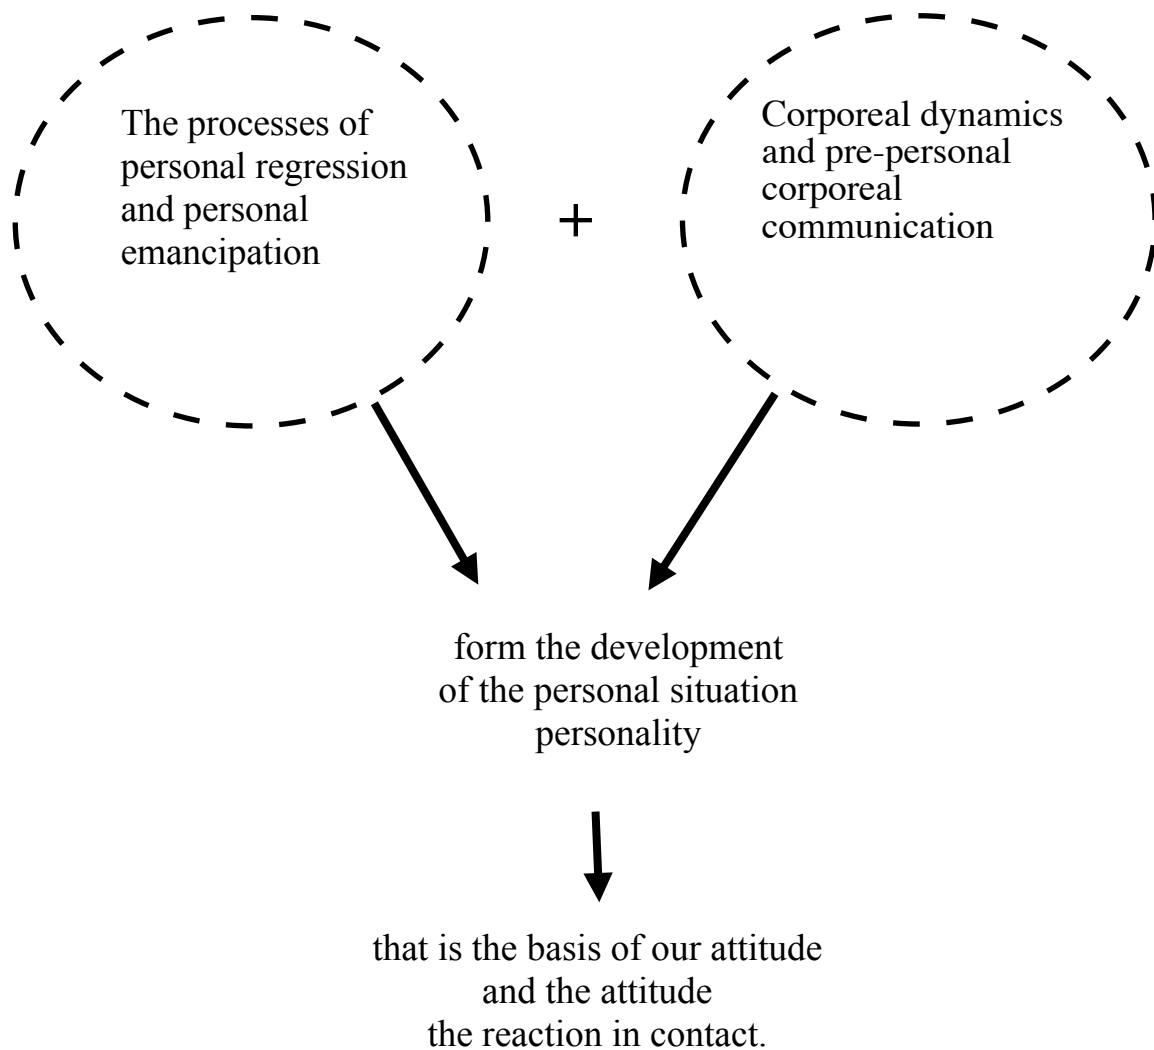 The processes of
personal regression
and personal
emancipation
+
Corporeal dynamics
and pre-personal
corporeal
communication
form the development
of the personal situation
personality
that is the basis of our attitude
and the attitude
the reaction in contact.